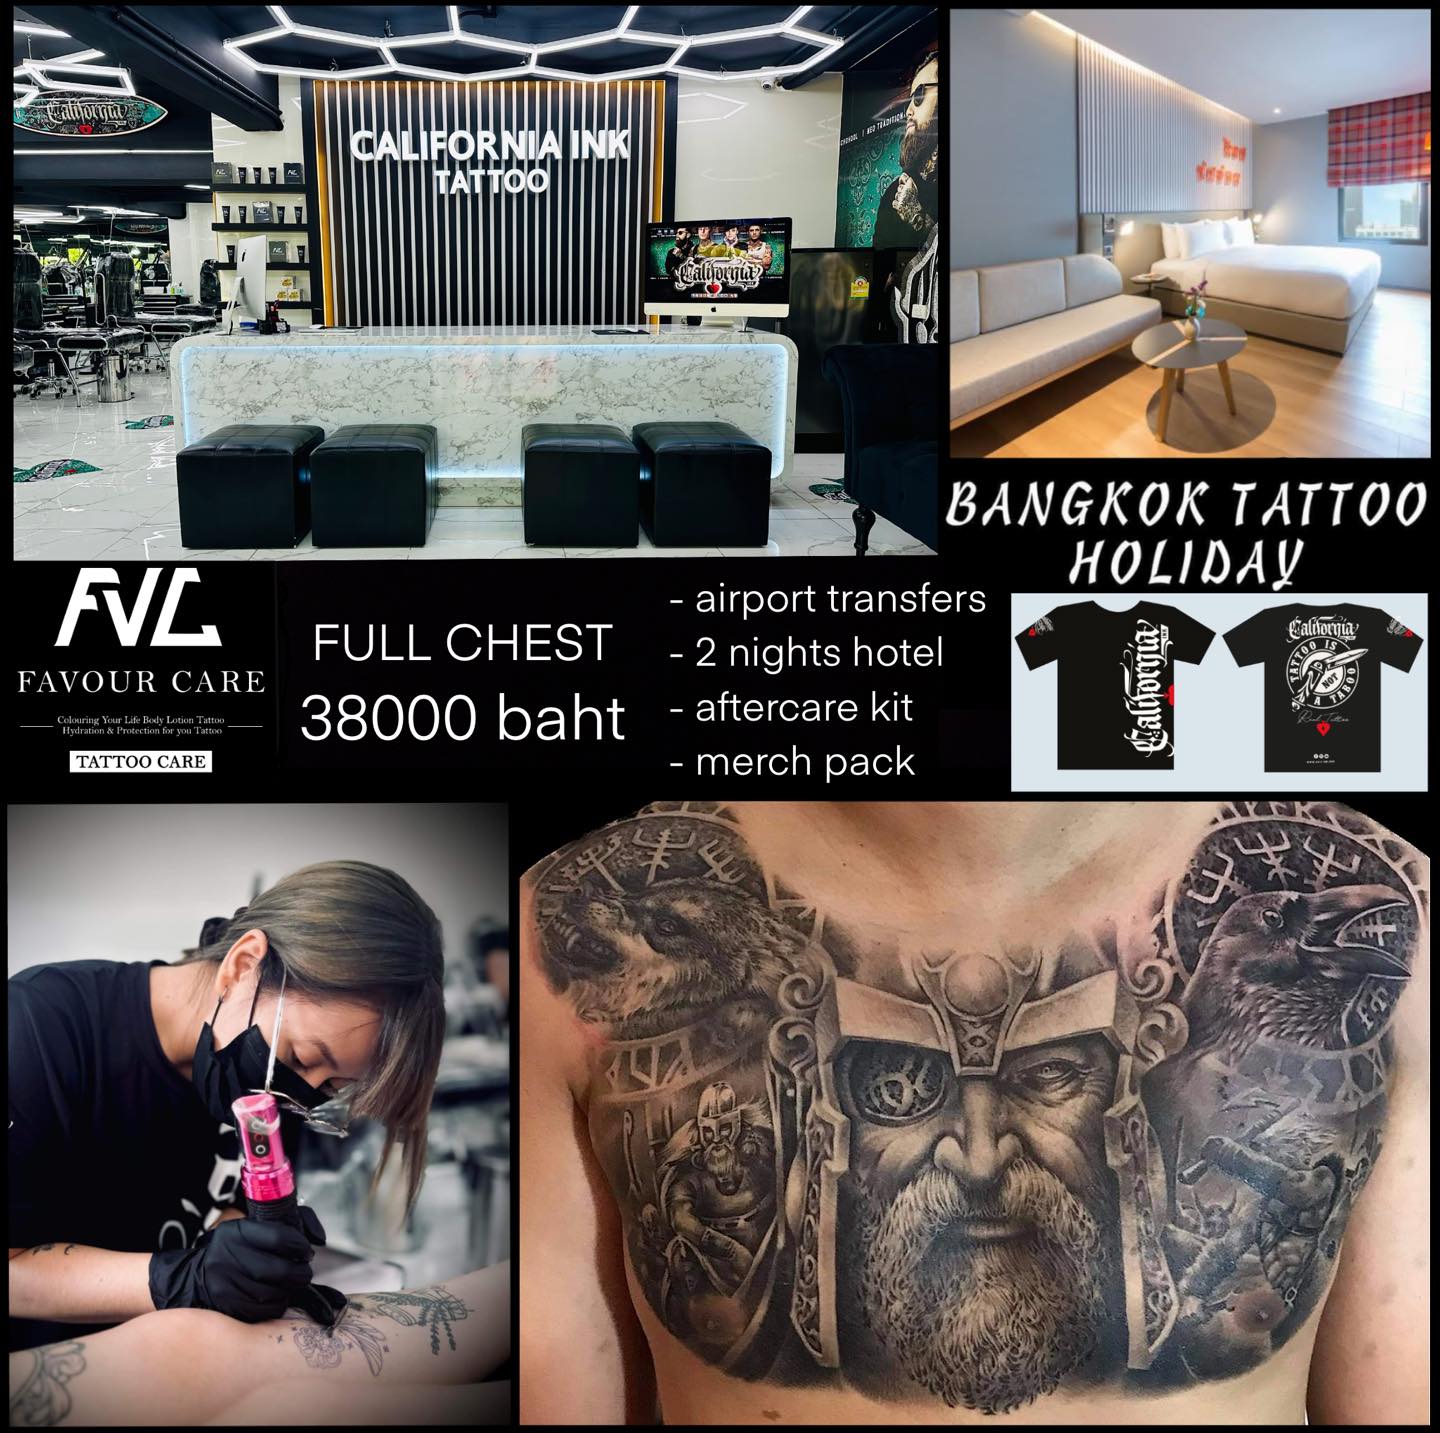 California
CALIFORNIA INK
TATTOO
California
BANGKOK TATTOO
HOLIDAY
FVC
FAVOUR CARE
Colouring Your Life Body Lotion Tattoo
Hydration & Protection for you Tattoo
TATTOO CARE
FULL CHEST
38000 baht
- airport transfers
- 2 nights hotel
- aftercare kit
- merch pack
California
California
TATTOO IS
NOT
A TABOO